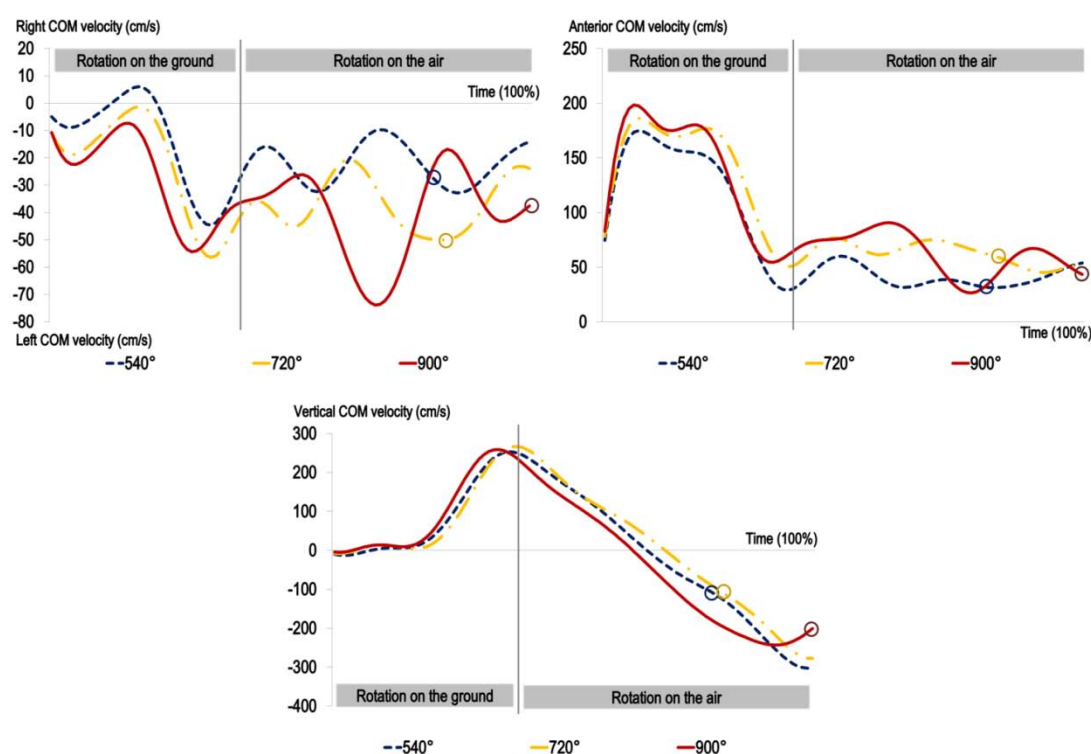 Right COM velocity (cm/s)
20
Rotation on the ground
Rotation on the air
10
Time (100%)
0
-10
-20
-30
-40
-50
-60
-70
-80
Left COM velocity (cm/s)
540°
720°
900°
Anterior COM velocity (cm/s)
250
Rotation on the ground
Rotation on the air
200
150
100
50
0
Time (100%)
540°
720°
900°
Vertical COM velocity (cm/s)
300
200
100
0
Time (100%)
-100
-200
-300
Rotation on the ground
Rotation on the air
-400
540°
720°
900°